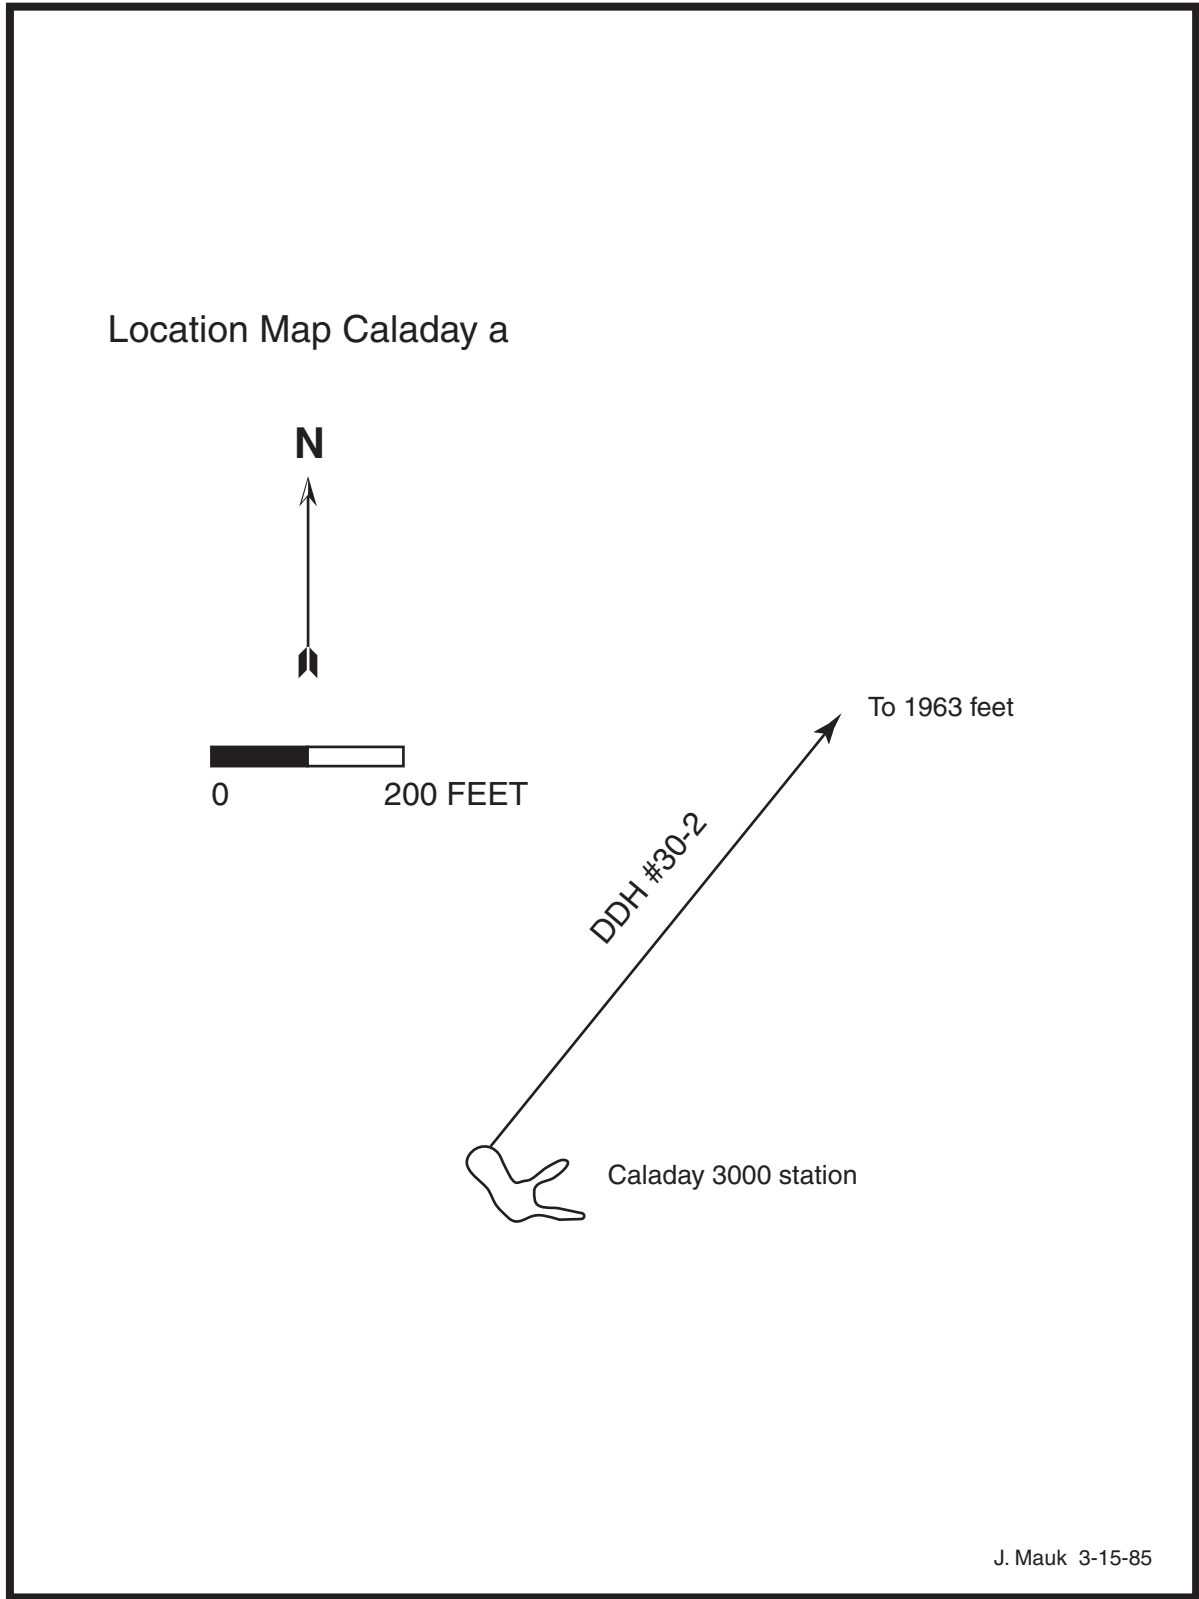 Location Map Caladay a
N
To 1963 feet
0 200 FEET
DDH #30-2
Caladay 3000 station
J. Mauk 3-15-85